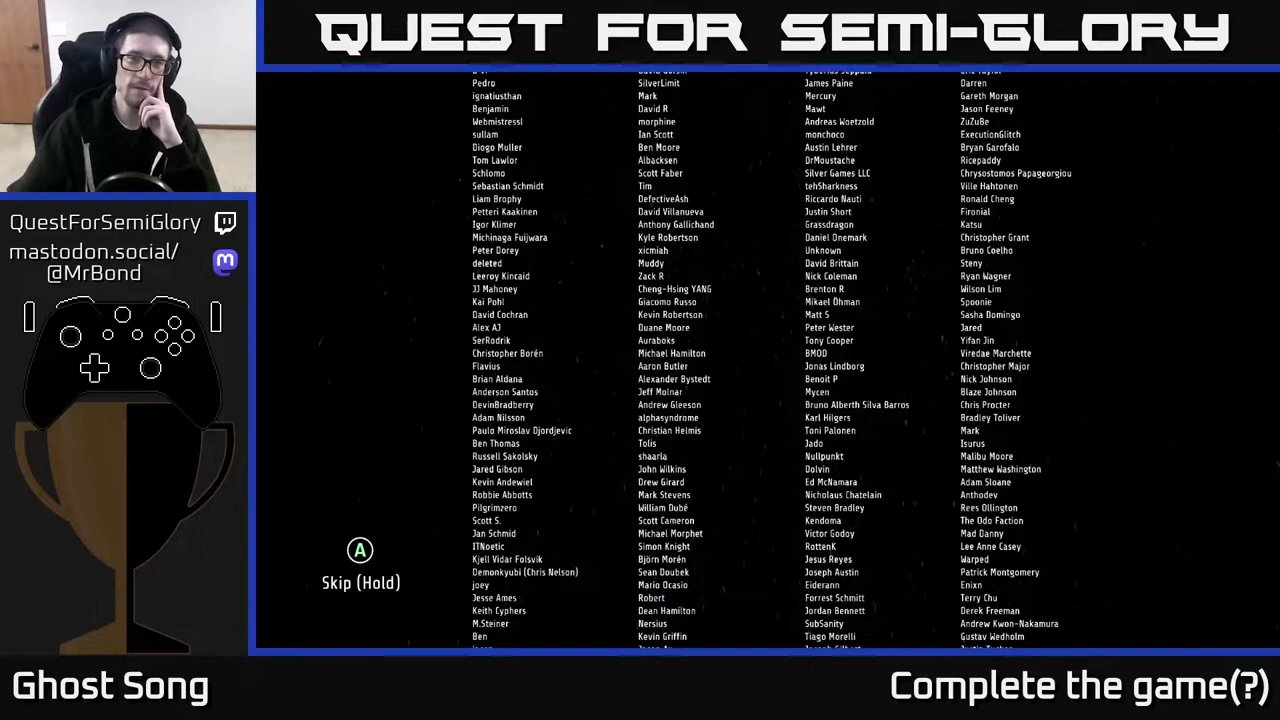 QUEST FOR SEMI-GLORY
QuestForSemiGlory
mastodon.social/
@MrBond
Pedro SilverLimit James Paine Darren
ignatiusthan Mark Mercury Gareth Morgan
Benjamin David R Mawt Jason Feeney
Webmistressl morphine Andreas Woetzold ZuZuBe
sullam Ian Scott monchoco ExecutionGlitch
Diogo Muller Ben Moore Austin Lehrer Bryan Garofalo
Tom Lawlor Albacksen DrMoustache Ricepaddy
Schlomo Scott Faber Silver Games LLC Chrysostomos Papageorgiou
Sebastian Schmidt Tim tehSharkness Ville Hahtonen
Liam Brophy DefectiveAsh Riccardo Nauti Ronald Cheng
Petteri Kaakinen David Villanueva Justin Short Fironial
Igor Klimer Anthony Gallichand Grassdragon Katsu
Michinaga Fuijwara Kyle Robertson Daniel Onemark Christopher Grant
Peter Dorey xicmiah Unknown Bruno Coelho
deleted Muddy David Brittain Steny
Leeroy Kincaid Zack R Nick Coleman Ryan Wagner
JJ Mahoney Cheng-Hsing YANG Brenton R Wilson Lim
Kai Pohl Giacomo Russo Mikael Öhman Spoonie
David Cochran Kevin Robertson Matt S Sasha Domingo
Alex AJ Duane Moore Peter Wester Jared
SerRodrik Auraboks Tony Cooper Yifan Jin
Christopher Borén Michael Hamilton BMOD Viredae Marchette
Flavius Aaron Butler Jonas Lindborg Christopher Major
Brian Aldana Alexander Bystedt Benoit P Nick Johnson
Anderson Santos Jeff Molnar Mycen Blaze Johnson
DevinBradberry Andrew Gleeson Bruno Alberth Silva Barros Chris Procter
Adam Nilsson alphasyndrome Karl Hilgers Bradley Toliver
Paulo Miroslav Djordjevic Christian Helmis Toni Palonen Mark
Ben Thomas Tolis Jado Isurus
Russell Sakolsky shaarla Nullpunkt Malibu Moore
Jared Gibson John Wilkins Dolvin Matthew Washington
Kevin Andewiel Drew Girard Ed McNamara Adam Sloane
Robbie Abbotts Mark Stevens Nicholaus Chatelain Anthodev
Pilgrimzero William Dubé Steven Bradley Rees Ollington
Scott S. Scott Cameron Kendoma The Odo Faction
Jan Schmid Michael Morphet Victor Godoy Mad Danny
ITNoetic Simon Knight RottenK Lee Anne Casey
Kjell Vidar Folsvik Björn Morén Jesus Reyes Warped
Demonkyubi (Chris Nelson) Sean Doubek Joseph Austin Patrick Montgomery
joey Mario Ocasio Eiderann Enixn
Jesse Ames Robert Forrest Schmitt Terry Chu
Keith Cyphers Dean Hamilton Jordan Bennett Derek Freeman
M.Steiner Nersius SubSanity Andrew Kwon-Nakamura
Ben Kevin Griffin Tiago Morelli Gustav Wedholm
A
Skip (Hold)
Ghost Song
Complete the game(?)